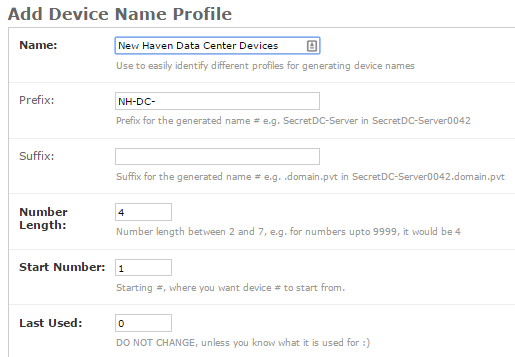 Add Device Name Profile
Name: New Haven Data Center Devices
Use to easily identify different profiles for generating device names
Prefix: NH-DC-
Prefix for the generated name # e.g. SecretDC-Server in SecretDC-Server0042
Suffix:
Suffix for the generated name # e.g. .domain.pvt in SecretDC-Server0042.domain.pvt
Number Length: 4
Number length between 2 and 7, e.g. for numbers upto 9999, it would be 4
Start Number: 1
Starting #, where you want device # to start from.
Last Used: 0
DO NOT CHANGE, unless you know what it is used for :)